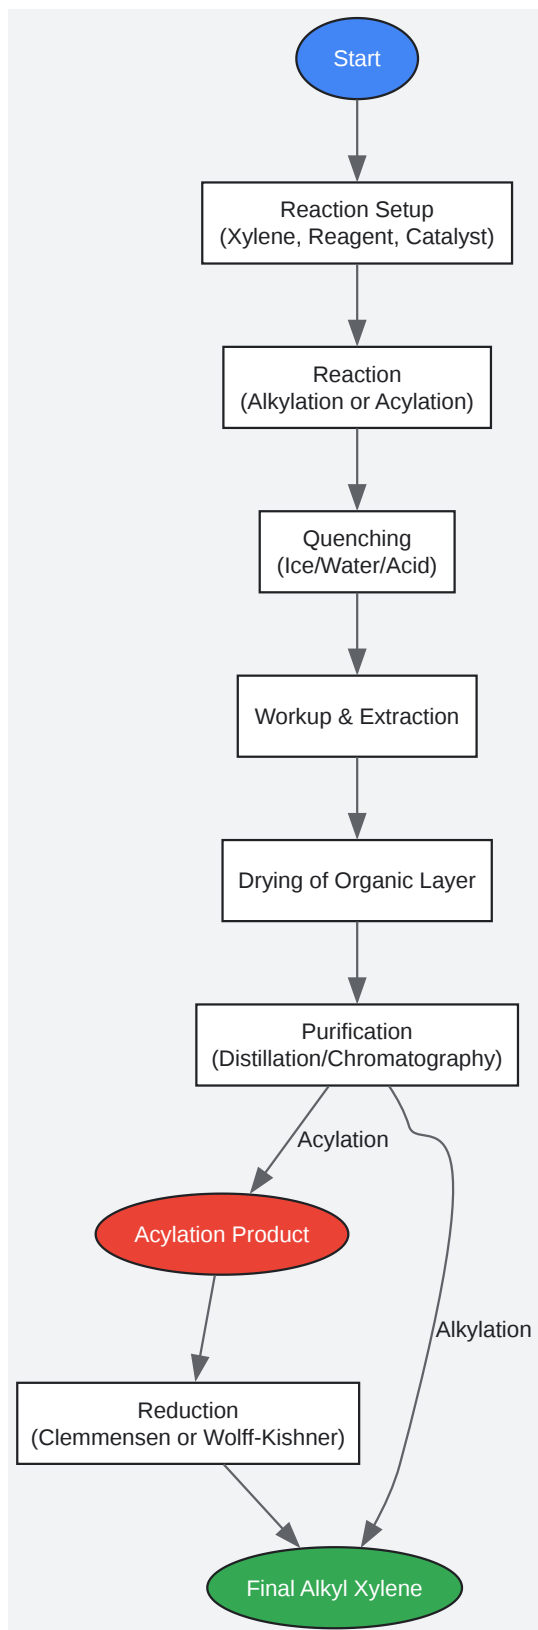 Start
Reaction Setup
(Xylene, Reagent, Catalyst)
Reaction
(Alkylation or Acylation)
Quenching
(Ice/Water/Acid)
Workup & Extraction
Drying of Organic Layer
Purification
(Distillation/Chromatography)
Acylation
Acylation Product
Alkylation
Reduction
(Clemmensen or Wolff-Kishner)
Final Alkyl Xylene